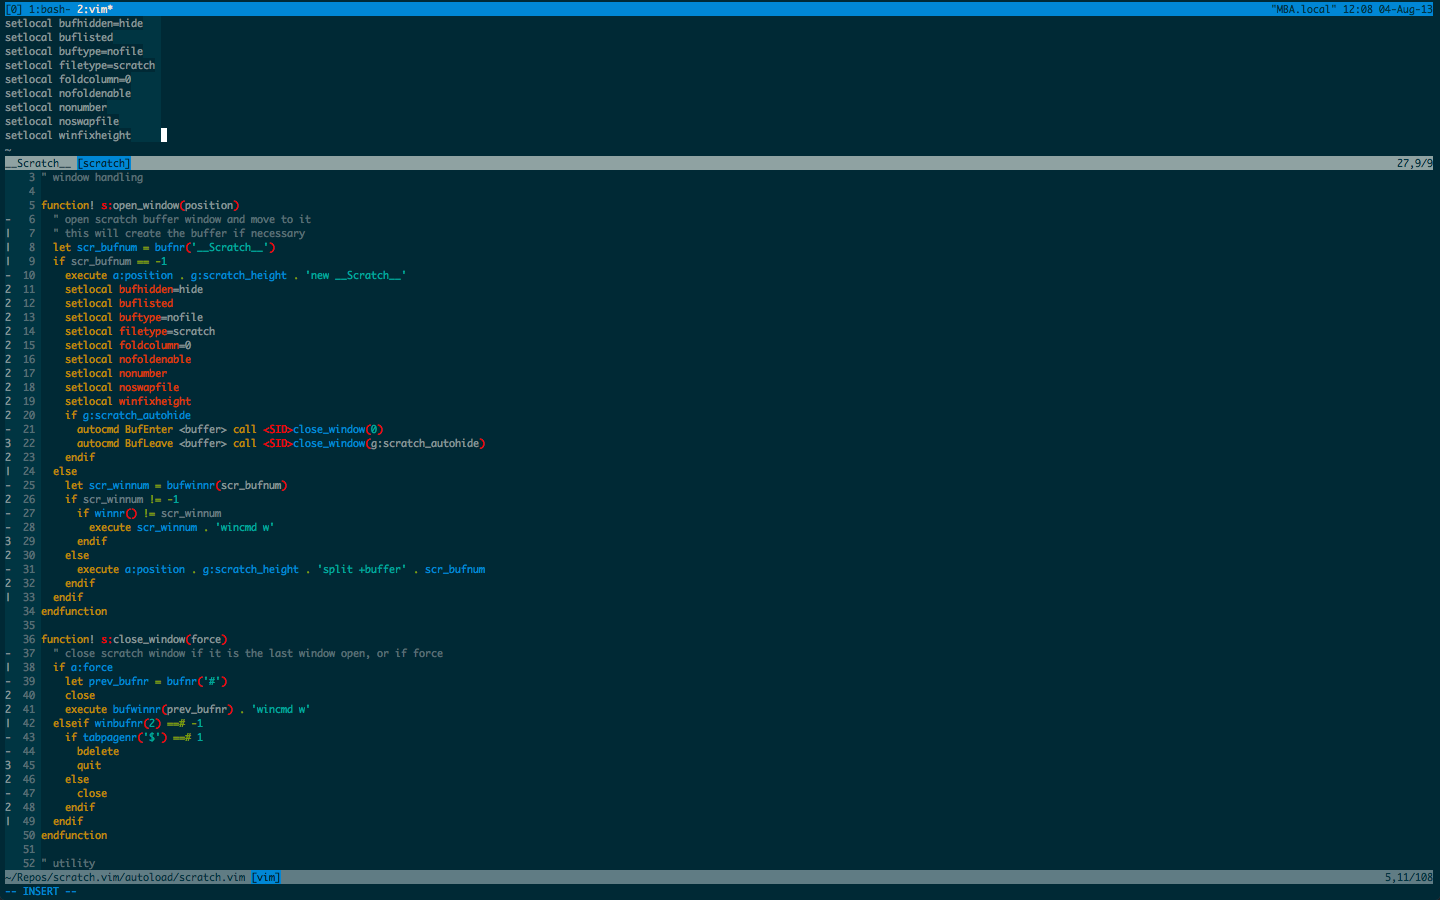 [0] 1:bash- 2:vim* "MBA.local" 12:08 04-Aug-13
setlocal bufhidden=hide
setlocal buflisted
setlocal buftype=nofile
setlocal filetype=scratch
setlocal foldcolumn=0
setlocal nofoldenable
setlocal nonumber
setlocal noswapfile
setlocal winfixheight
~
__Scratch__ [scratch] 27,9/9
3 " window handling
4
5 function! s:open_window(position)
- 6 " open scratch buffer window and move to it
| 7 " this will create the buffer if necessary
| 8 let scr_bufnum = bufnr('__Scratch__')
| 9 if scr_bufnum == -1
- 10 execute a:position . g:scratch_height . 'new __Scratch__'
2 11 setlocal bufhidden=hide
2 12 setlocal buflisted
2 13 setlocal buftype=nofile
2 14 setlocal filetype=scratch
2 15 setlocal foldcolumn=0
2 16 setlocal nofoldenable
2 17 setlocal nonumber
2 18 setlocal noswapfile
2 19 setlocal winfixheight
2 20 if g:scratch_autohide
- 21 autocmd BufEnter <buffer> call <SID>close_window(0)
3 22 autocmd BufLeave <buffer> call <SID>close_window(g:scratch_autohide)
2 23 endif
| 24 else
- 25 let scr_winnum = bufwinnr(scr_bufnum)
2 26 if scr_winnum != -1
- 27 if winnr() != scr_winnum
- 28 execute scr_winnum . 'wincmd w'
3 29 endif
2 30 else
- 31 execute a:position . g:scratch_height . 'split +buffer' . scr_bufnum
2 32 endif
| 33 endif
34 endfunction
35
36 function! s:close_window(force)
- 37 " close scratch window if it is the last window open, or if force
| 38 if a:force
- 39 let prev_bufnr = bufnr('#')
2 40 close
2 41 execute bufwinnr(prev_bufnr) . 'wincmd w'
| 42 elseif winbufnr(2) ==# -1
- 43 if tabpagenr('$') ==# 1
- 44 bdelete
3 45 quit
2 46 else
- 47 close
2 48 endif
| 49 endif
50 endfunction
51
52 " utility
~/Repos/scratch.vim/autoload/scratch.vim [vim] 5,11/108
-- INSERT --